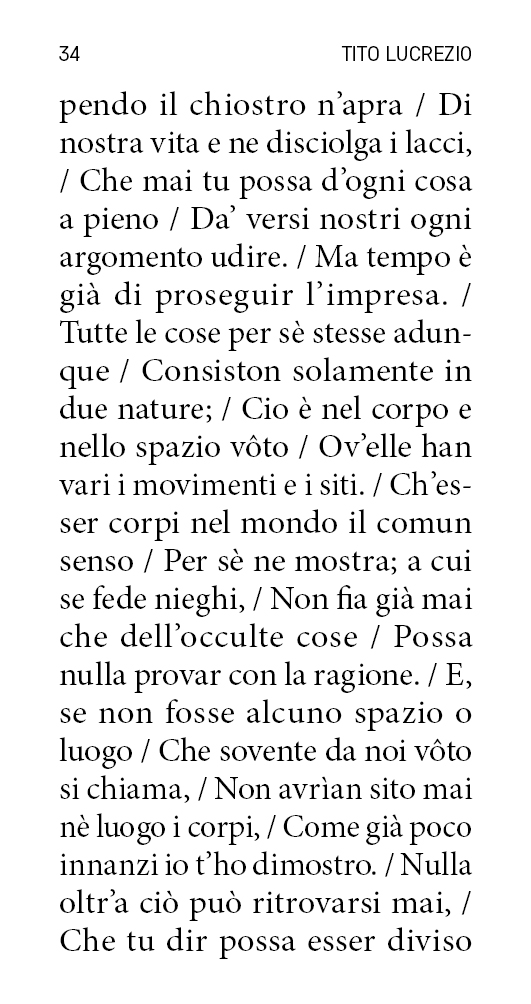 34 TITO LUCREZIO
pendo il chiostro n’apra / Di
nostra vita e ne disciolga i lacci,
/ Che mai tu possa d’ogni cosa
a pieno / Da’ versi nostri ogni
argomento udire. / Ma tempo è
già di proseguir l’impresa. /
Tutte le cose per sè stesse adun-
que / Consiston solamente in
due nature; / Cio è nel corpo e
nello spazio vôto / Ov’elle han
vari i movimenti e i siti. / Ch’es-
ser corpi nel mondo il comun
senso / Per sè ne mostra; a cui
se fede nieghi, / Non fia già mai
che dell’occulte cose / Possa
nulla provar con la ragione. / E,
se non fosse alcuno spazio o
luogo / Che sovente da noi vôto
si chiama, / Non avrìan sito mai
nè luogo i corpi, / Come già poco
innanzi io t’ho dimostro. / Nulla
oltr’a ciò può ritrovarsi mai, /
Che tu dir possa esser diviso